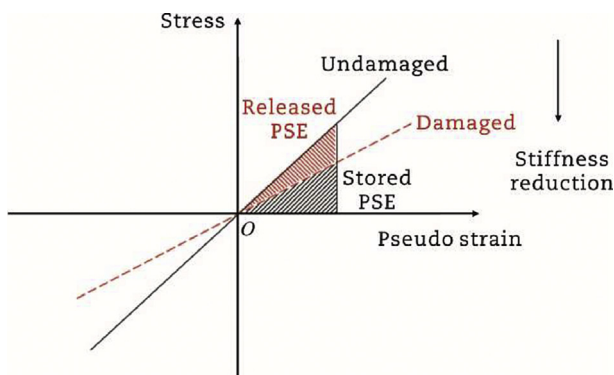 Stress
Undamaged
Released
PSE
Damaged
Stored
PSE
Stiffness
reduction
O
Pseudo strain